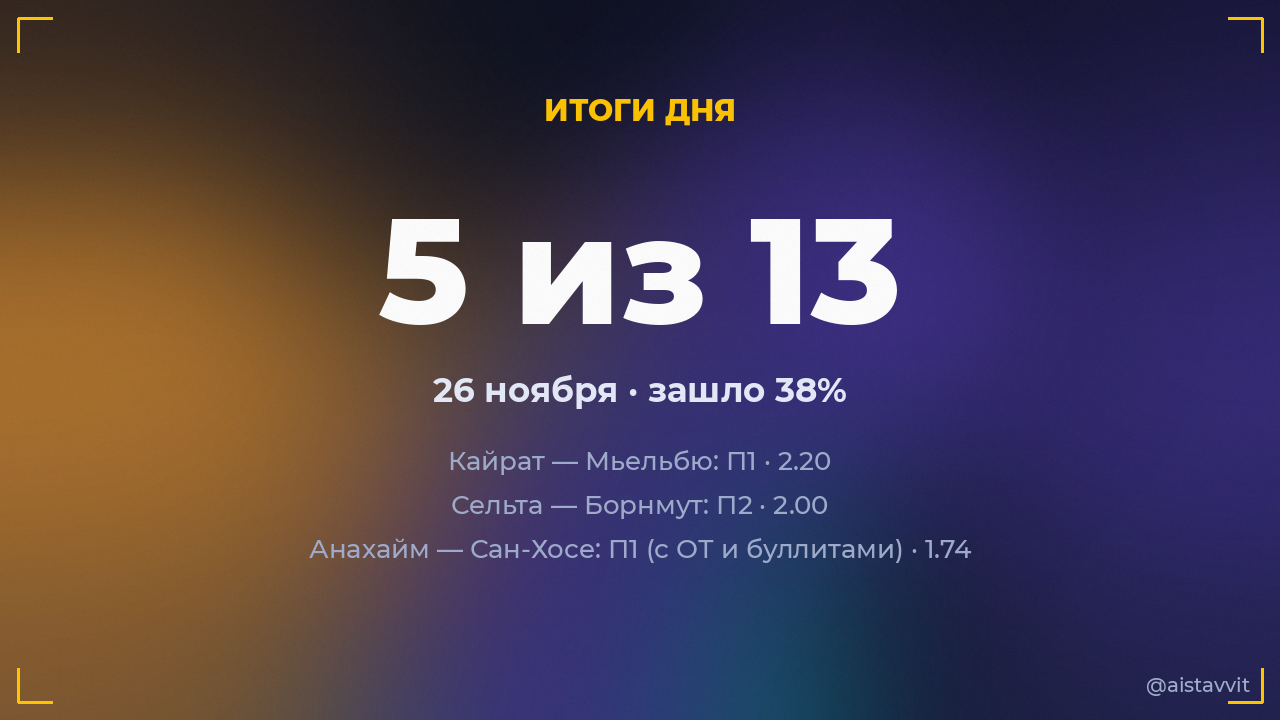 ИТОГИ ДНЯ
5 из 13
26 ноября · зашло 38%
Кайрат — Мьельбю: П1 · 2.20
Сельта — Борнмут: П2 · 2.00
Анахайм — Сан-Хосе: П1 (с ОТ и буллитами) · 1.74
@aistavvit